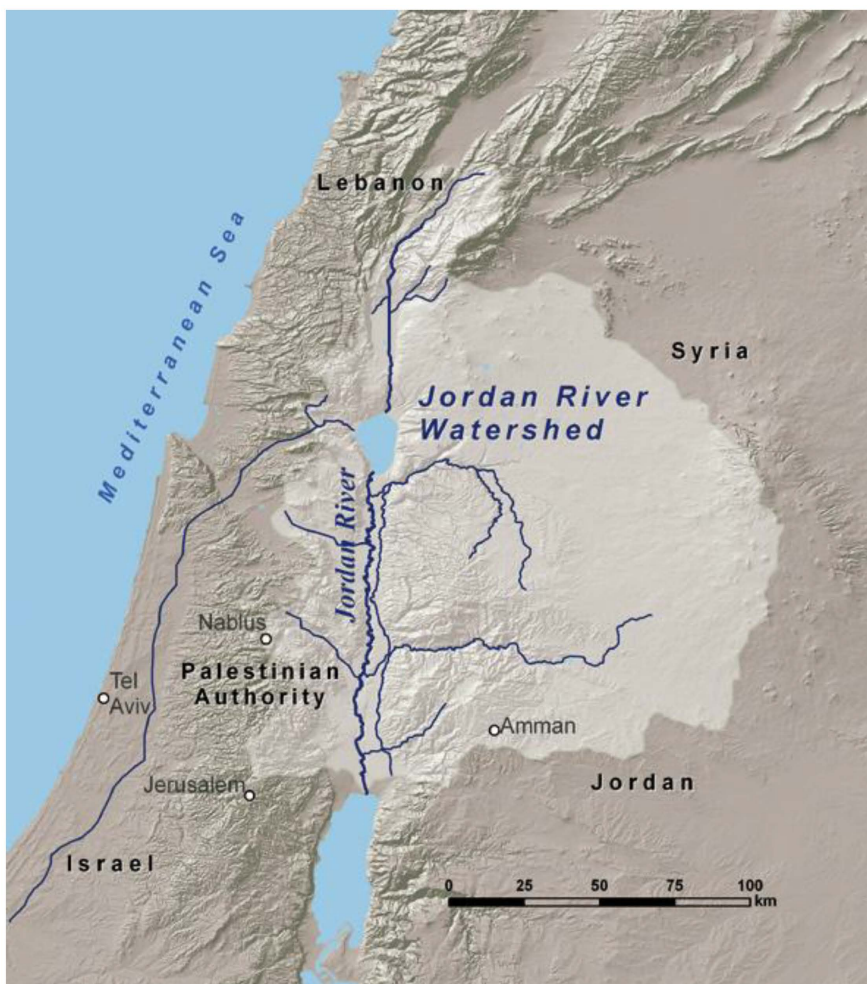 Lebanon
Mediterranean Sea
Syria
Jordan River
Watershed
Jordan River
Nablus
Palestinian
Authority
Tel
Aviv
Amman
Jerusalem
Jordan
Israel
0 25 50 75 100
km